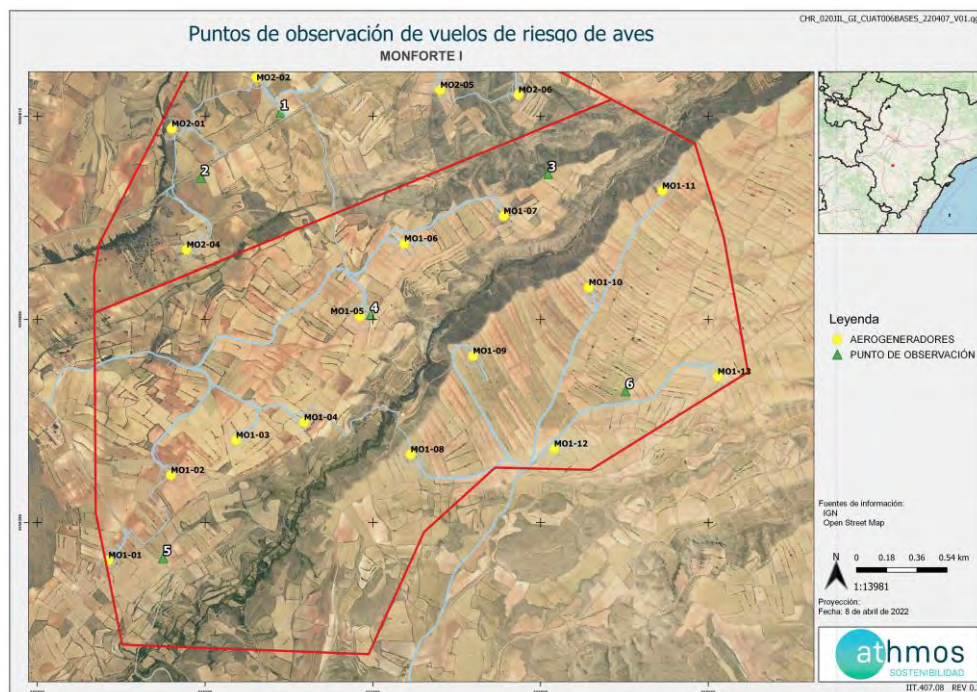 CHR_020JIL_GI_CUAT006BASES_220407_V01.qg
Puntos de observación de vuelos de riesgo de aves
MONFORTE I
MO2-02
MO2-05
MO2-06
1
MO2-01
2
3
MO1-11
MO1-07
MO1-06
MO2-04
MO1-10
MO1-05
4
MO1-09
MO1-13
6
MO1-04
MO1-03
MO1-12
MO1-08
MO1-02
MO1-01
5
Leyenda
AEROGENERADORES
PUNTO DE OBSERVACIÓN
Fuentes de información:
IGN
Open Street Map
N
0 0.18 0.36 0.54 km
1:13981
Proyección:
Fecha: 8 de abril de 2022
athmos
SOSTENIBILIDAD
IIT.407.08 REV 0.